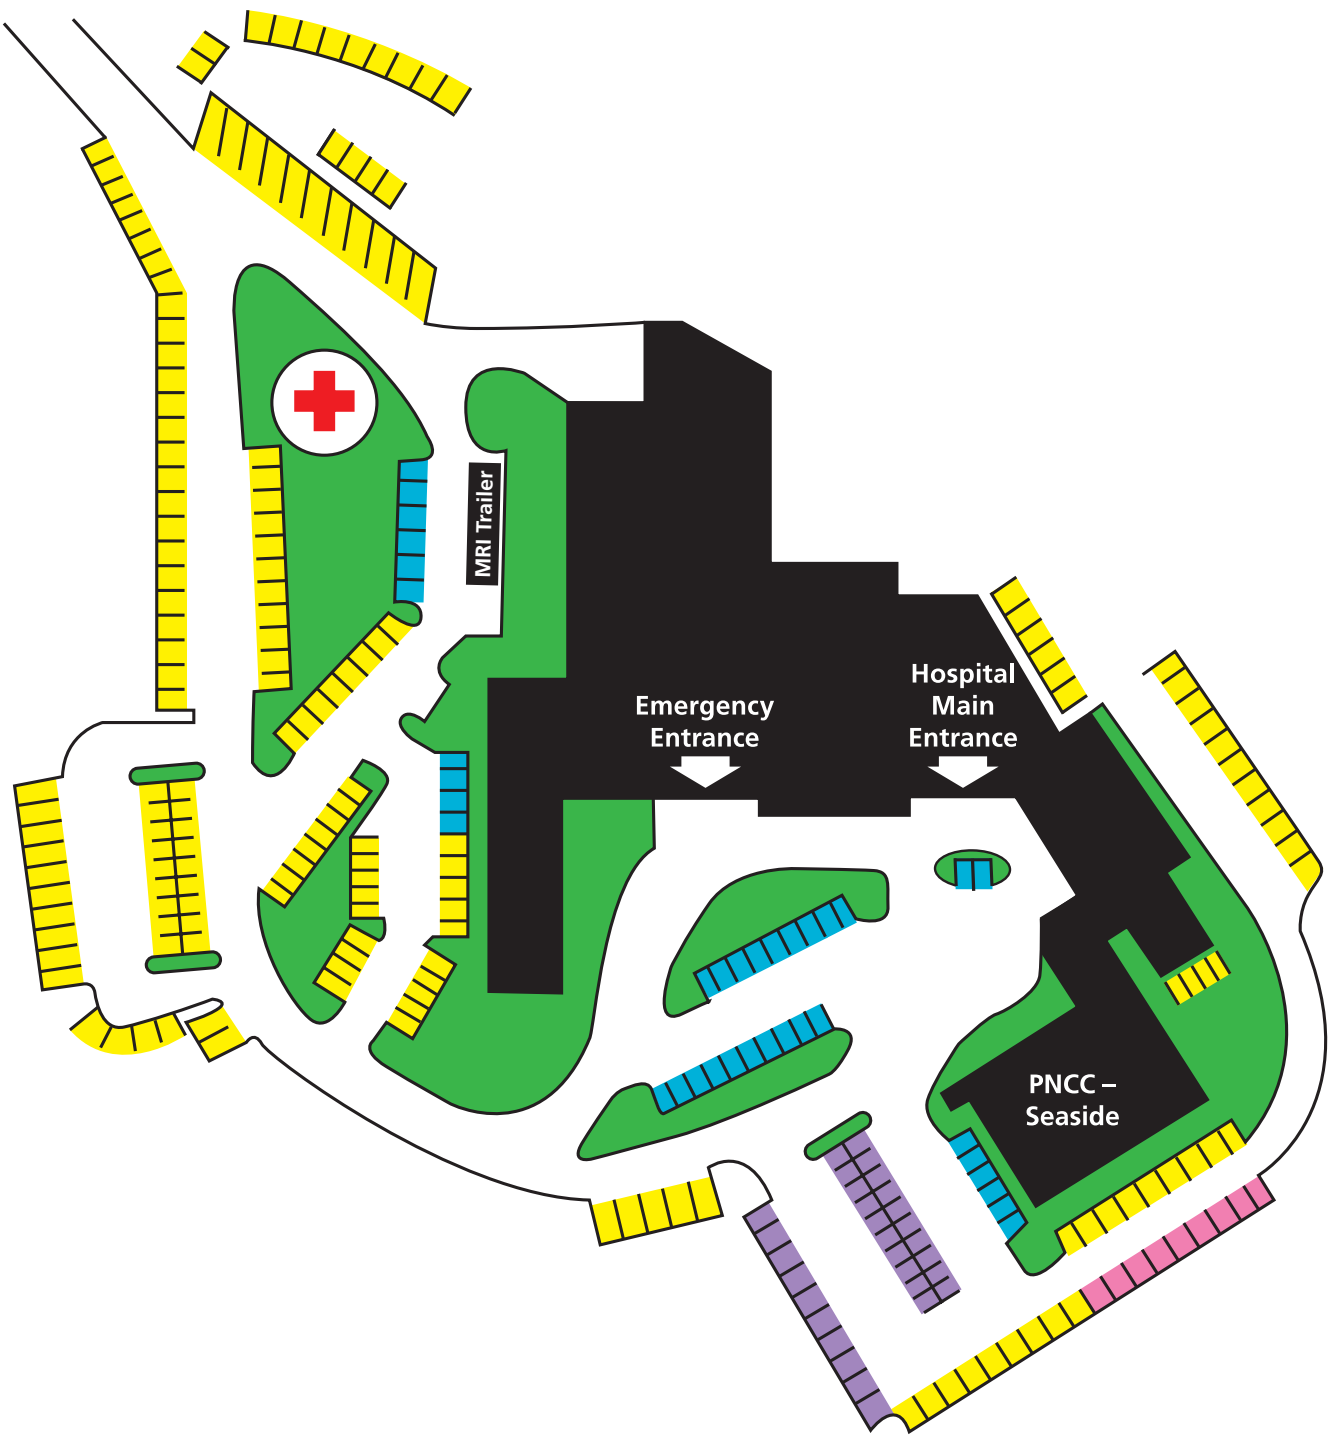 MRI Trailer
Emergency
Entrance
Hospital
Main
Entrance
PNCC –
Seaside